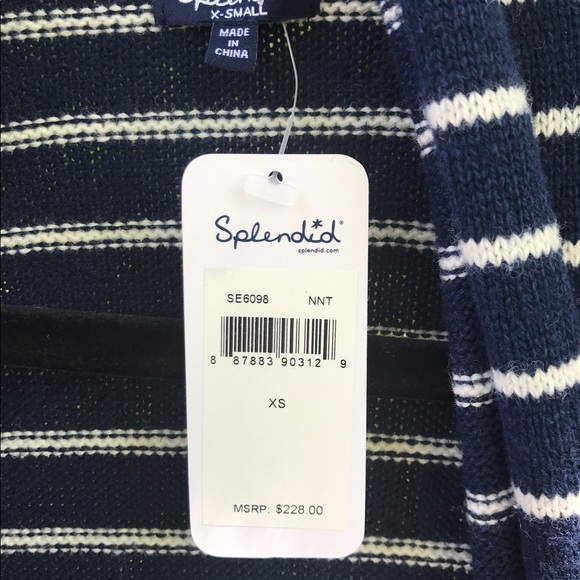 X-SMALL
MADE
IN
CHINA
Splendid®
splendid.com
SE6098 NNT
8 87883 90312 9
XS
MSRP: $228.00